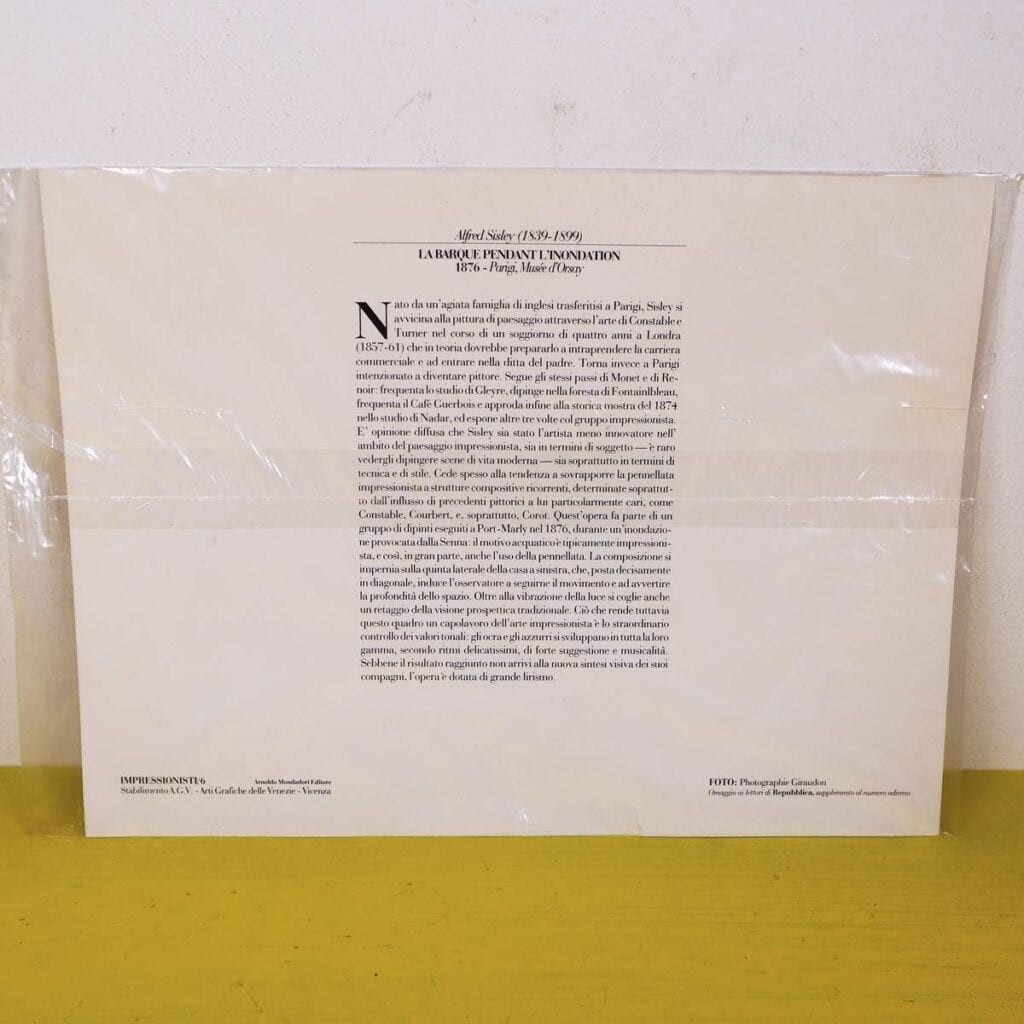 Alfred Sisley (1839-1899)
LA BARQUE PENDANT L'INONDATION
1876 - Parigi, Musée d'Orsay
Nato da un'agiata famiglia di inglesi trasferitisi a Parigi, Sisley si
avvicina alla pittura di paesaggio attraverso l'arte di Constable e
Turner nel corso di un soggiorno di quattro anni a Londra
(1857-61) che in teoria dovrebbe prepararlo a intraprendere la carriera
commerciale e ad entrare nella ditta del padre. Torna invece a Parigi
intenzionato a diventare pittore. Segue gli stessi passi di Monet e di Re-
noir: frequenta lo studio di Gleyre, dipinge nella foresta di Fontainlbleau,
frequenta il Cafè Guerbois e approda infine alla storica mostra del 1874
nello studio di Nadar, ed espone altre tre volte col gruppo impressionista.
E' opinione diffusa che Sisley sia stato l'artista meno innovatore nell'
ambito del paesaggio impressionista, sia in termini di soggetto — è raro
vedergli dipingere scene di vita moderna — sia soprattutto in termini di
tecnica e di stile. Cede spesso alla tendenza a sovrapporre la pennellata
impressionista a strutture compositive ricorrenti, determinate soprattut-
to dall'influsso di precedenti pittorici a lui particolarmente cari, come
Constable, Courbert, e, soprattutto, Corot. Quest'opera fa parte di un
gruppo di dipinti eseguiti a Port-Marly nel 1876, durante un'inondazio-
ne provocata dalla Senna: il motivo acquatico è tipicamente impressioni-
sta, e così, in gran parte, anche l'uso della pennellata. La composizione si
impernia sulla quinta laterale della casa a sinistra, che, posta decisamente
in diagonale, induce l'osservatore a seguirne il movimento e ad avvertire
la profondità dello spazio. Oltre alla vibrazione della luce si coglie anche
un retaggio della visione prospettica tradizionale. Ciò che rende tuttavia
questo quadro un capolavoro dell'arte impressionista è lo straordinario
controllo dei valori tonali: gli ocra e gli azzurri si sviluppano in tutta la loro
gamma, secondo ritmi delicatissimi, di forte suggestione e musicalità.
Sebbene il risultato raggiunto non arrivi alla nuova sintesi visiva dei suoi
compagni, l'opera è dotata di grande lirismo.
IMPRESSIONISTI/6 Arnoldo Mondadori Editore
Stabilimento A.G.V. - Arti Grafiche delle Venezie - Vicenza
FOTO: Photographie Giraudon
Omaggio ai lettori di Repubblica, supplemento al numero odierno